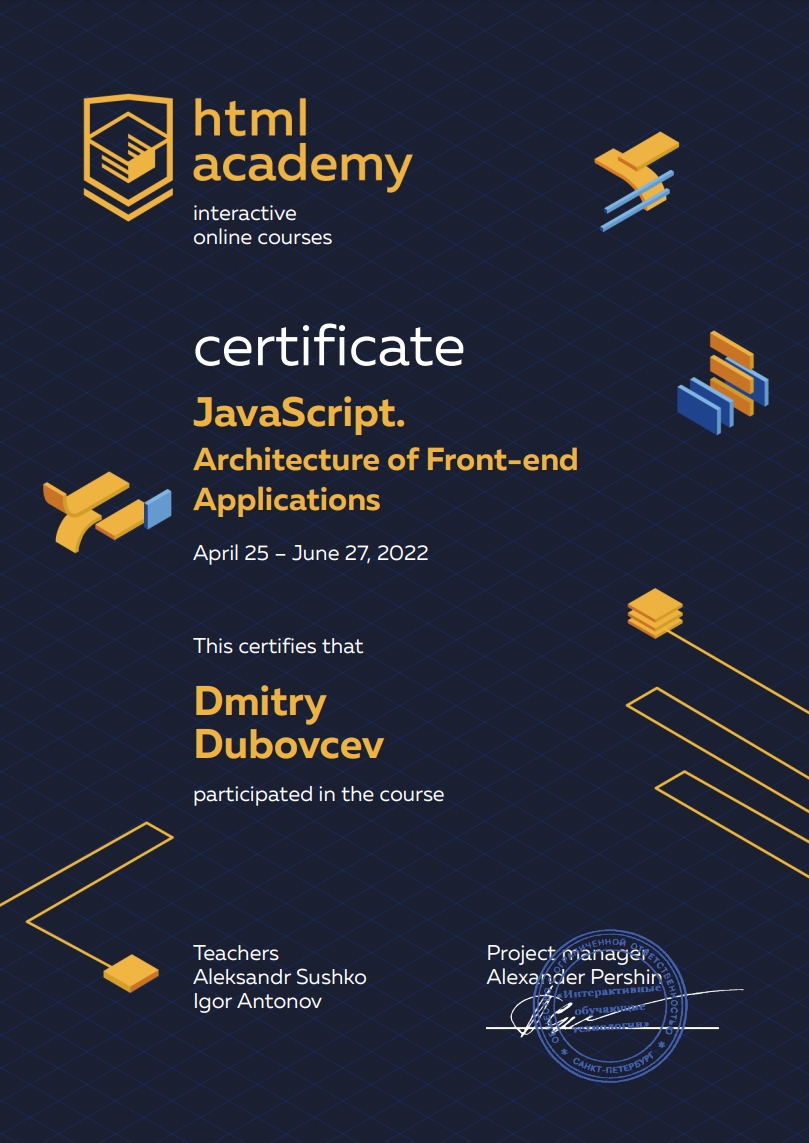 html
academy
interactive
online courses
certificate
JavaScript.
Architecture of Front-end
Applications
April 25 – June 27, 2022
This certifies that
Dmitry
Dubovcev
participated in the course
Teachers
Aleksandr Sushko
Igor Antonov
Project manager
Alexander Pershin
ОБЩЕСТВО С ОГРАНИЧЕННОЙ ОТВЕТСТВЕННОСТЬЮ
«Интерактивные
обучающие
технологии»
САНКТ-ПЕТЕРБУРГ